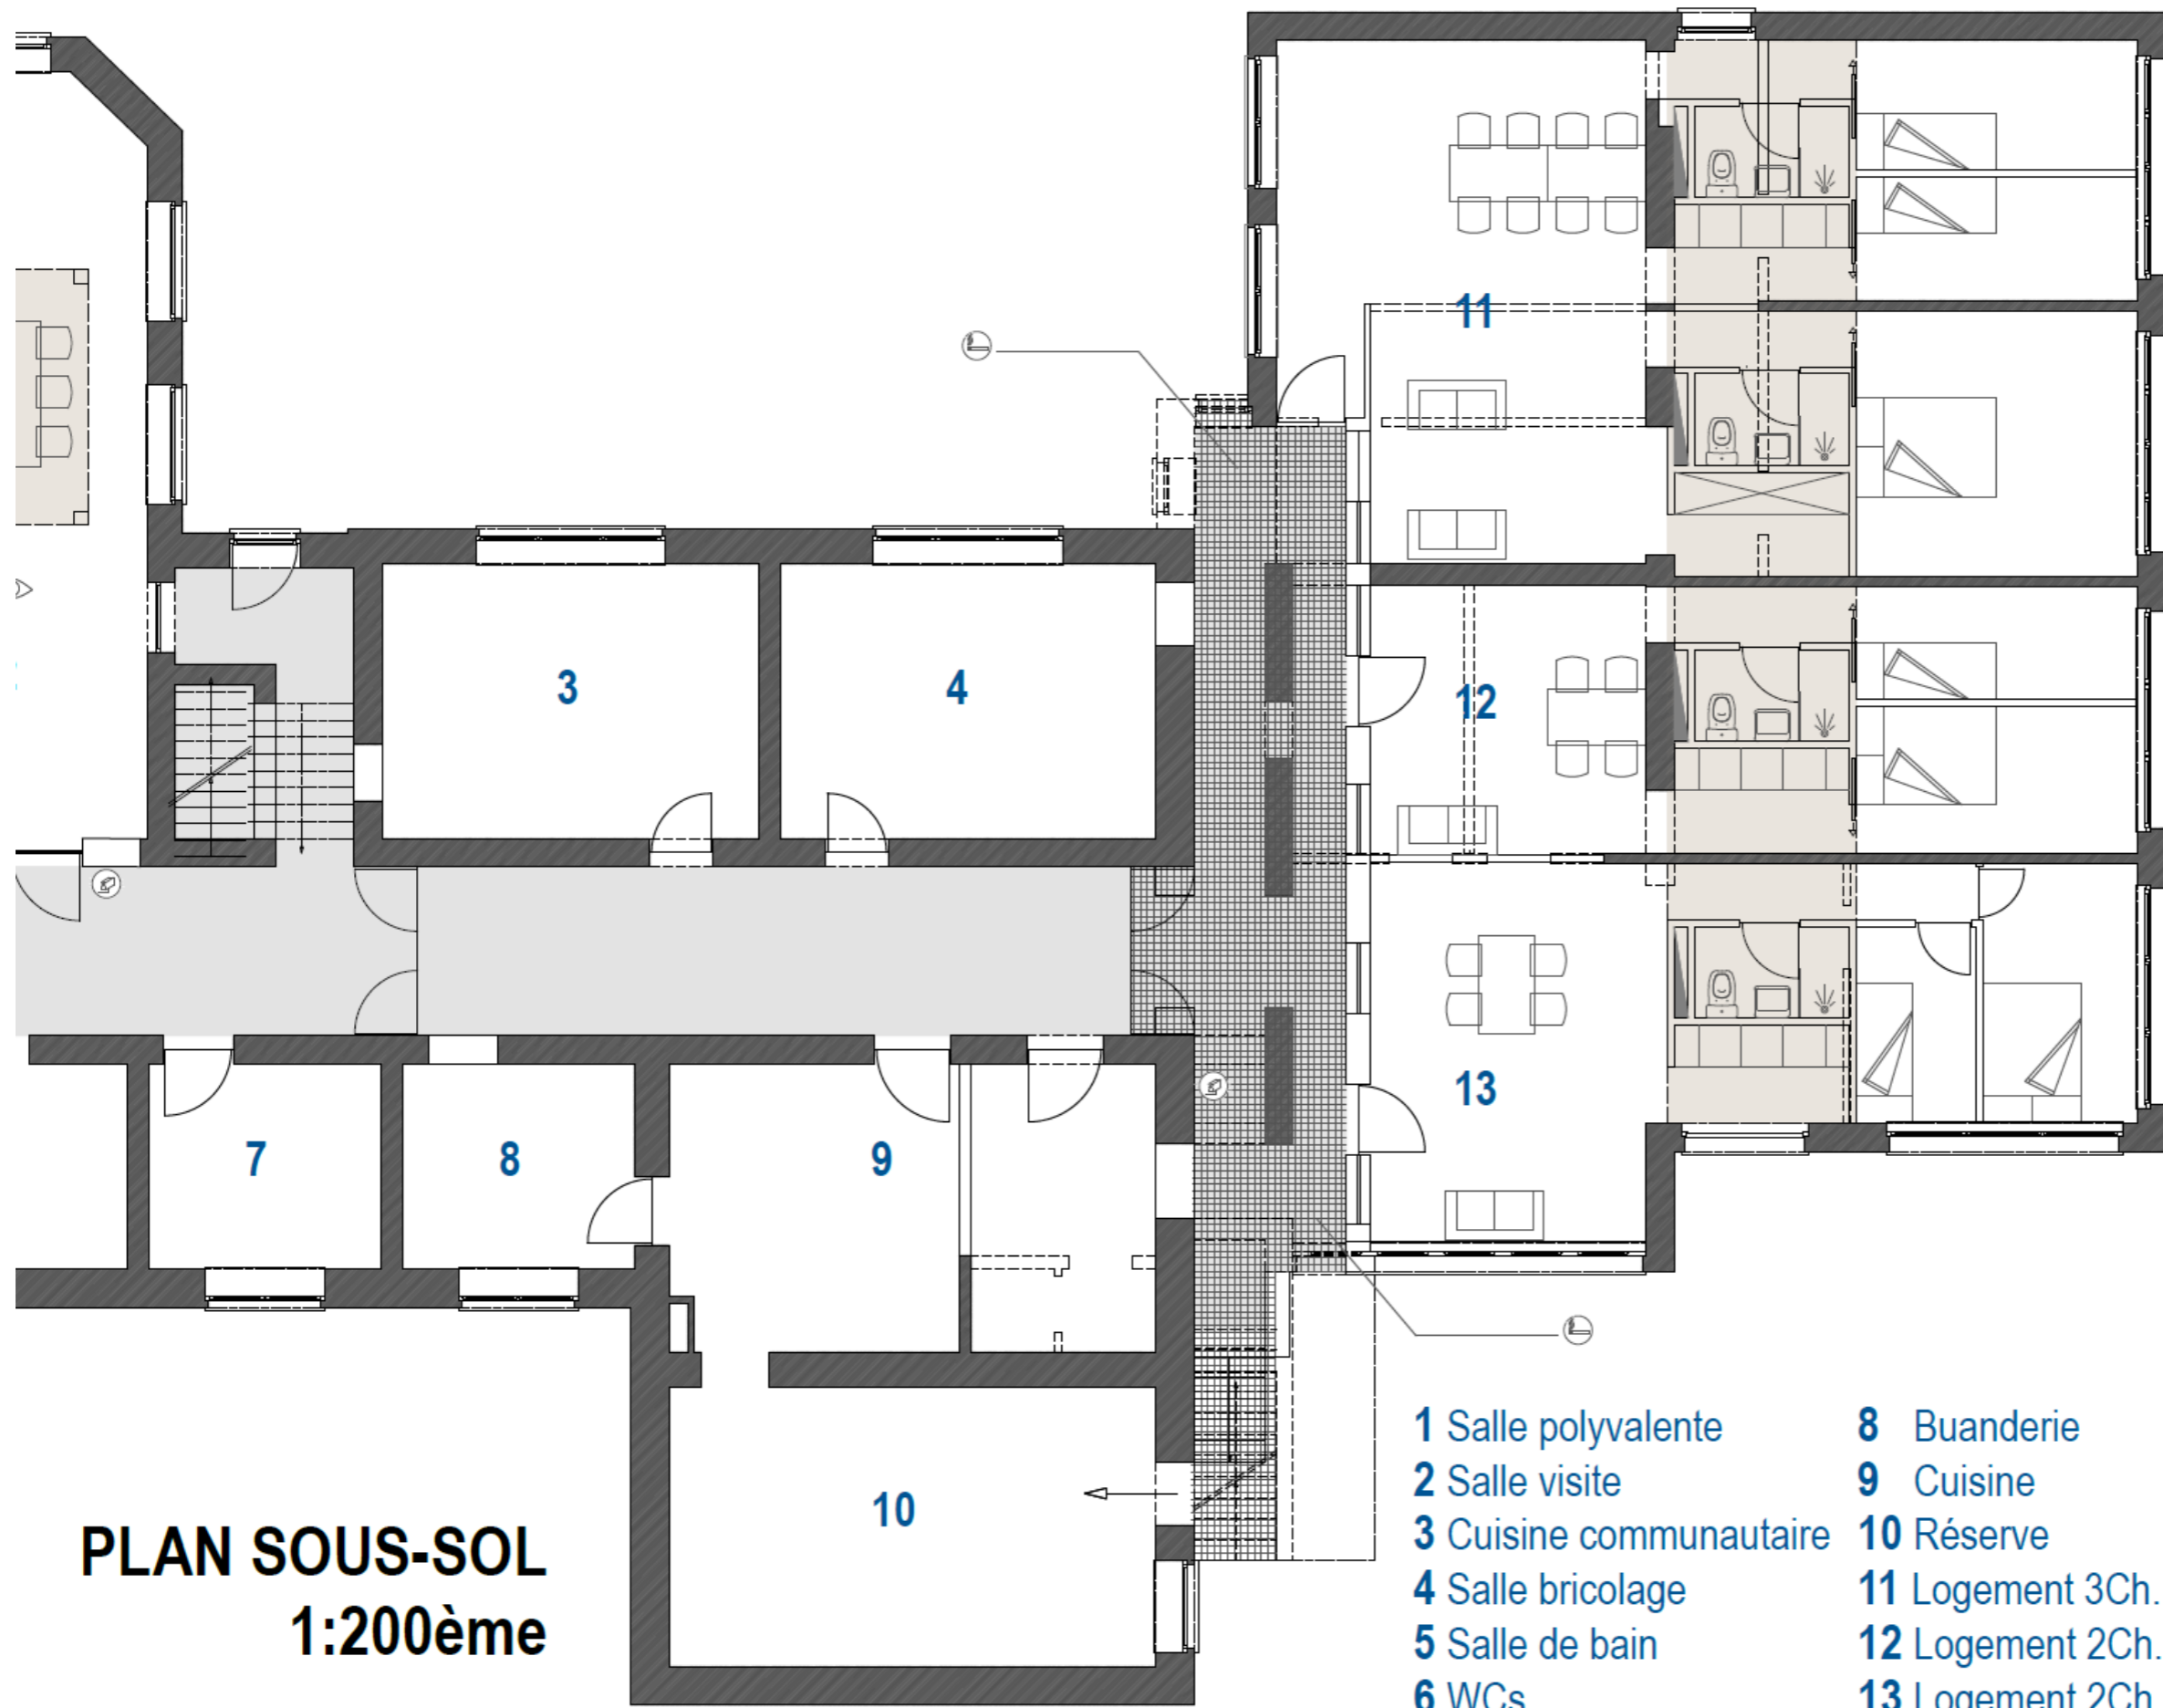 11
3
4
12
13
7
8
9
10
PLAN SOUS-SOL
1:200ème
1 Salle polyvalente
2 Salle visite
3 Cuisine communautaire
4 Salle bricolage
5 Salle de bain
6 WCs
8 Buanderie
9 Cuisine
10 Réserve
11 Logement 3Ch.
12 Logement 2Ch.
13 Logement 2Ch.